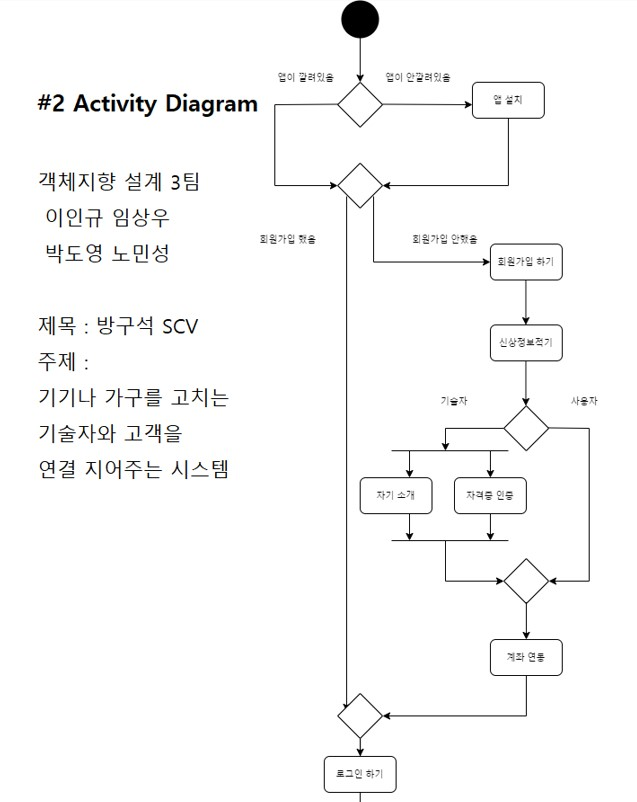 #2 Activity Diagram
객체지향 설계 3팀
이인규 임상우
박도영 노민성
제목 : 방구석 SCV
주제 :
기기나 가구를 고치는
기술자와 고객을
연결 지어주는 시스템
앱이 깔려있음
앱이 안깔려있음
앱 설치
회원가입 했음
회원가입 안했음
회원가입 하기
신상정보적기
기술자
사용자
자기 소개
자격증 인증
계좌 연동
로그인 하기